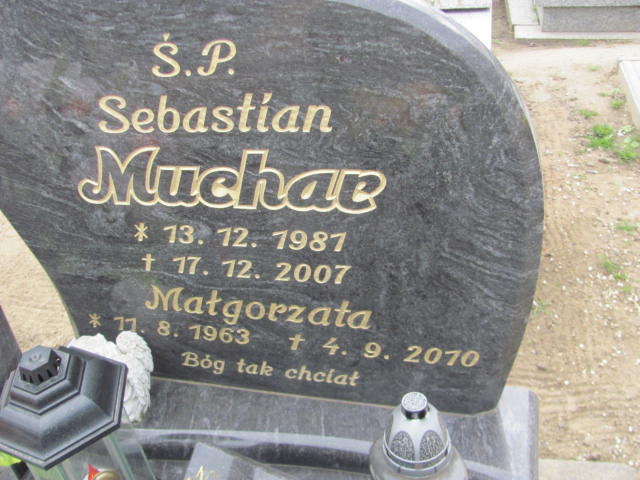 Ś.P.
Sebastian
Muchar
* 13. 12. 1987
† 17. 12. 2007
Małgorzata
* 11. 8. 1963 † 4. 9. 2010
Bóg tak chciał